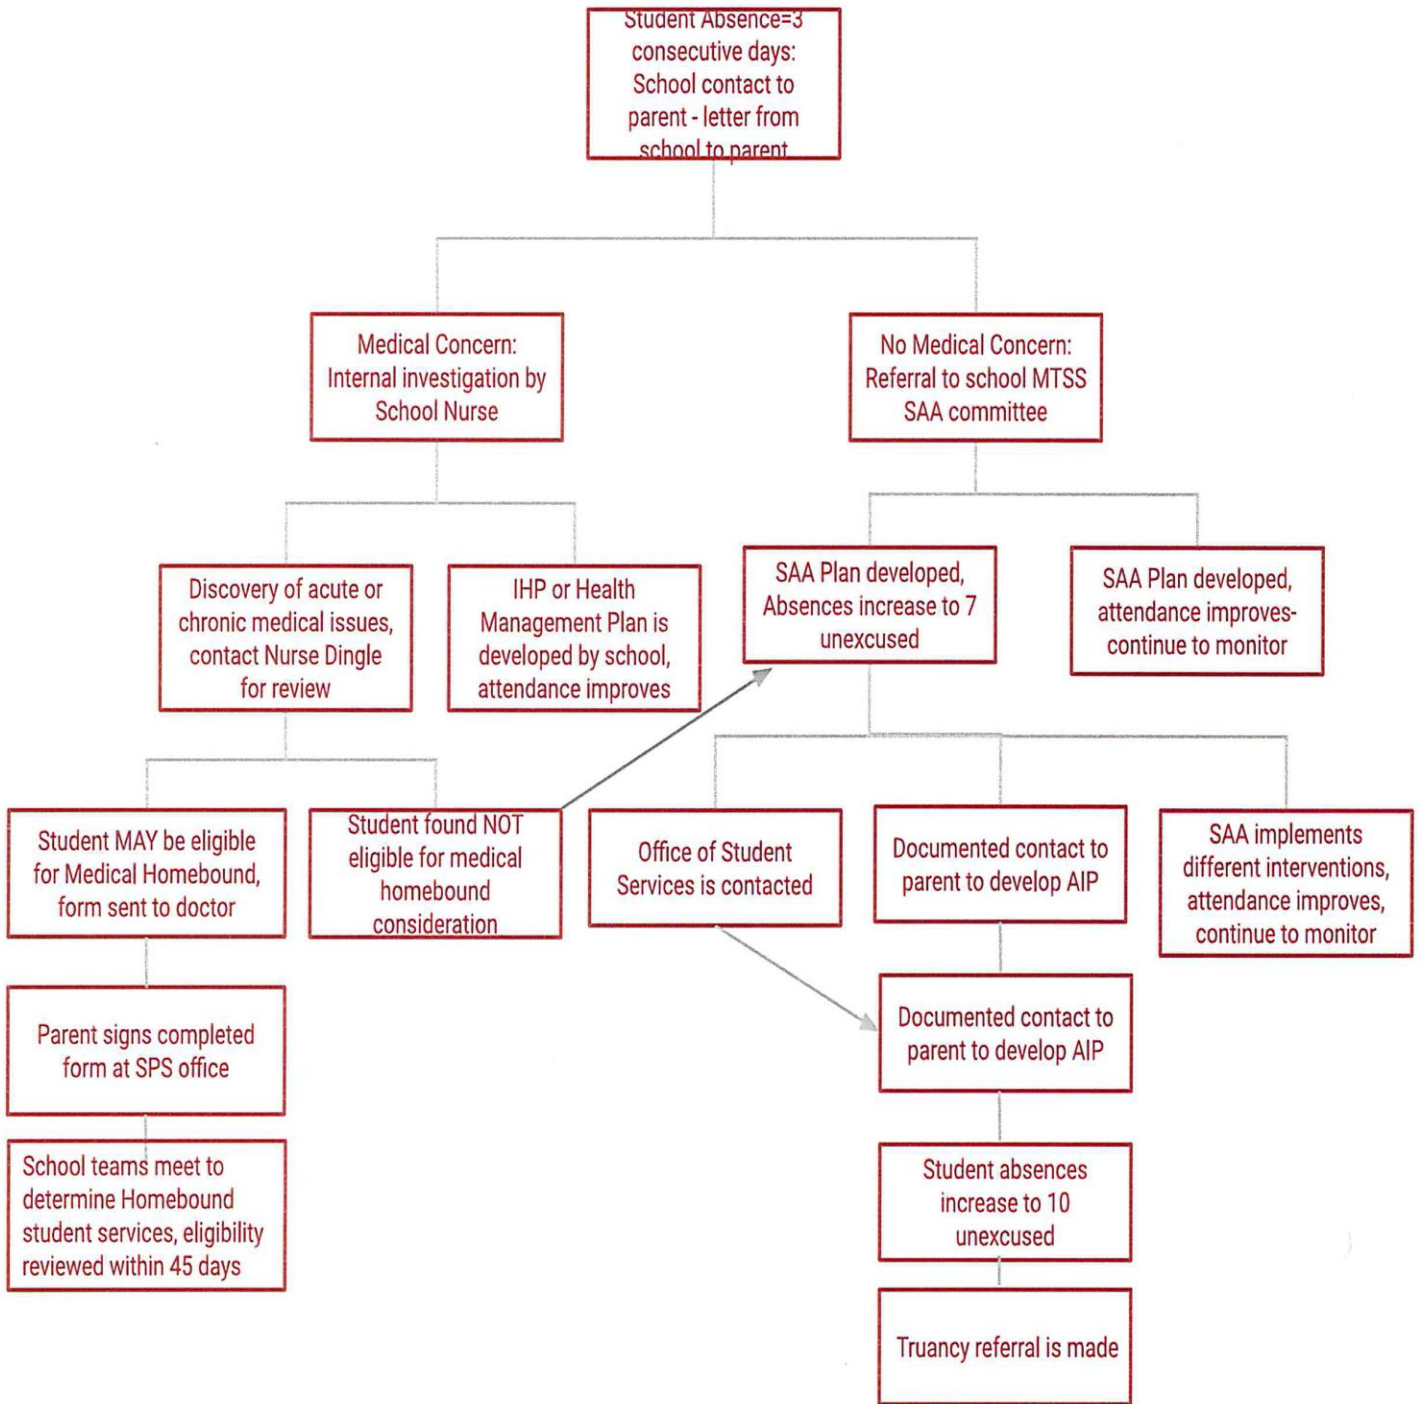 Student Absence=3
consecutive days:
School contact to
parent - letter from
school to parent
Medical Concern:
Internal investigation by
School Nurse
No Medical Concern:
Referral to school MTSS
SAA committee
Discovery of acute or
chronic medical issues,
contact Nurse Dingle
for review
IHP or Health
Management Plan is
developed by school,
attendance improves
SAA Plan developed,
Absences increase to 7
unexcused
SAA Plan developed,
attendance improves-
continue to monitor
Student MAY be eligible
for Medical Homebound,
form sent to doctor
Student found NOT
eligible for medical
homebound
consideration
Office of Student
Services is contacted
Documented contact to
parent to develop AIP
SAA implements
different interventions,
attendance improves,
continue to monitor
Parent signs completed
form at SPS office
Documented contact to
parent to develop AIP
School teams meet to
determine Homebound
student services, eligibility
reviewed within 45 days
Student absences
increase to 10
unexcused
Truancy referral is made